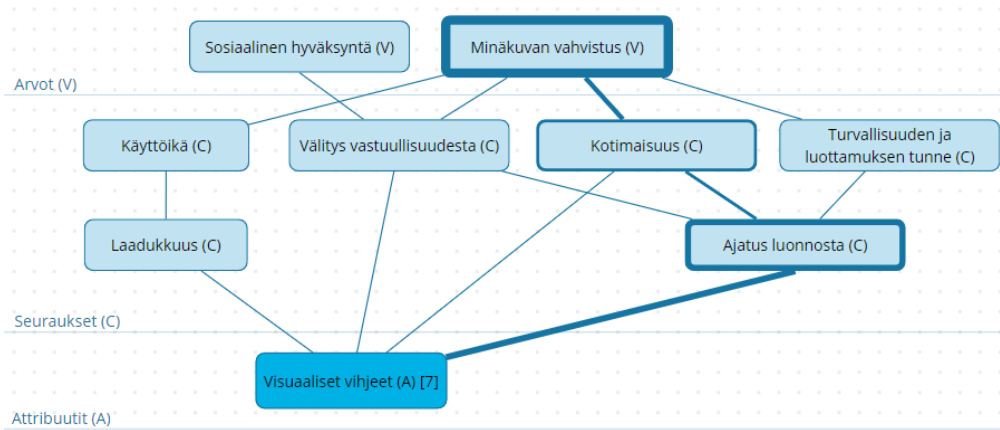 Sosiaalinen hyväksyntä (V)
Minäkuvan vahvistus (V)
Arvot (V)
Käyttöikä (C)
Välitys vastuullisuudesta (C)
Kotimaisuus (C)
Turvallisuuden ja
luottamuksen tunne (C)
Laadukkuus (C)
Ajatus luonnosta (C)
Seuraukset (C)
Visuaaliset vihjeet (A) [7]
Attribuutit (A)